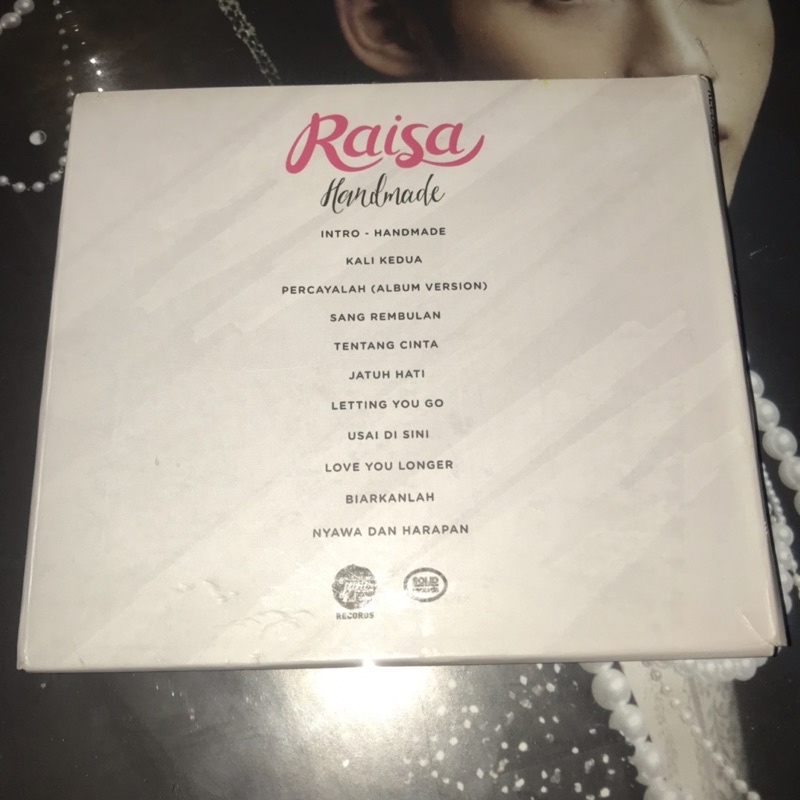 Raisa
Handmade
INTRO - HANDMADE
KALI KEDUA
PERCAYALAH (ALBUM VERSION)
SANG REMBULAN
TENTANG CINTA
JATUH HATI
LETTING YOU GO
USAI DI SINI
LOVE YOU LONGER
BIARKANLAH
NYAWA DAN HARAPAN
RECORDS
SOLID